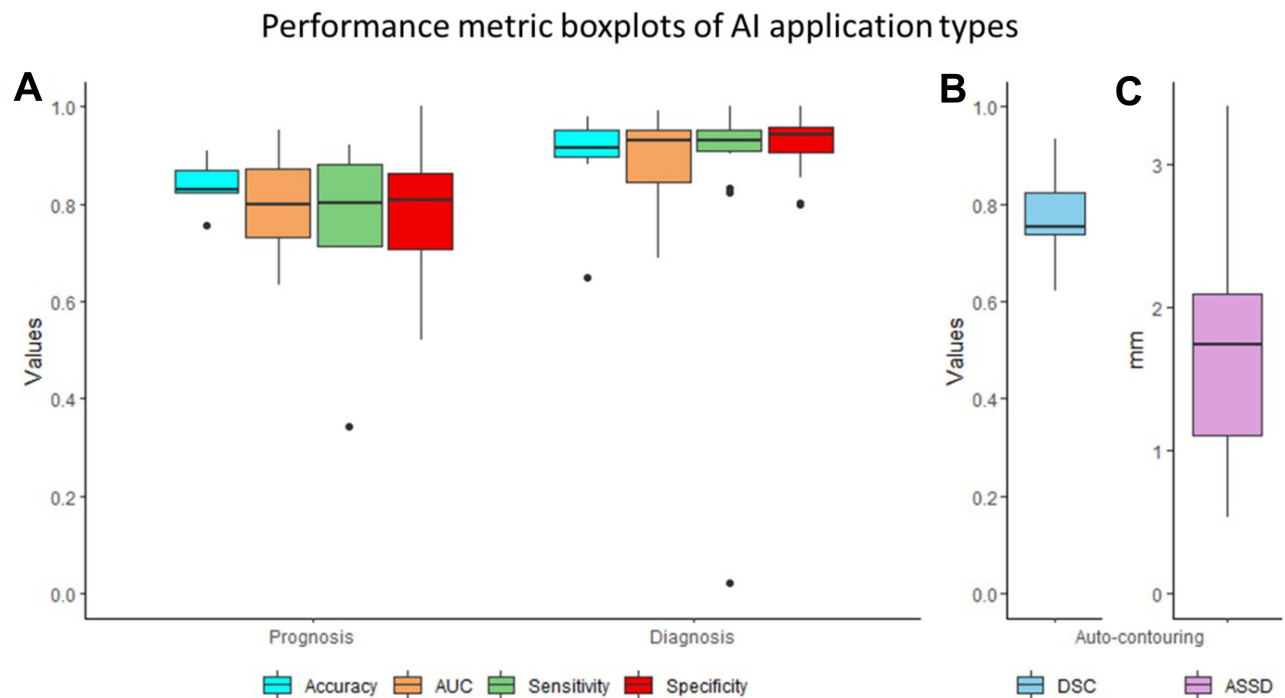 Performance metric boxplots of AI application types
A
1.0
0.8
0.6
0.4
0.2
0.0
Values
Prognosis
Diagnosis
Accuracy
AUC
Sensitivity
Specificity
B
1.0
0.8
0.6
0.4
0.2
0.0
Values
C
3
2
1
0
mm
Auto-contouring
DSC
ASSD